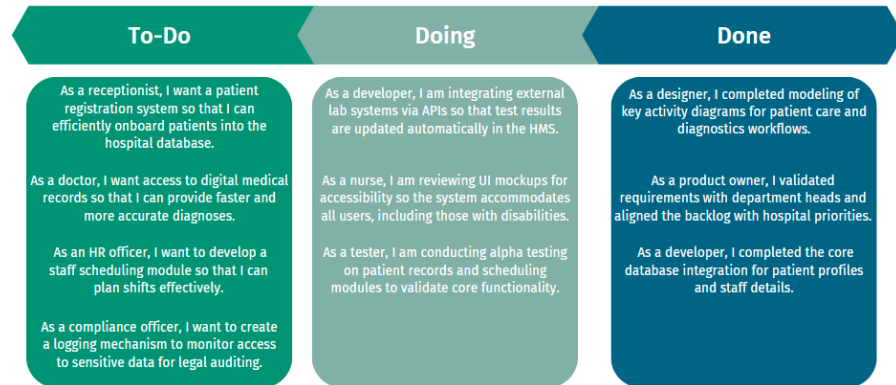 To-Do
Doing
Done
As a receptionist, I want a patient
registration system so that I can
efficiently onboard patients into the
hospital database.
As a doctor, I want access to digital medical
records so that I can provide faster and
more accurate diagnoses.
As an HR officer, I want to develop a
staff scheduling module so that I can
plan shifts effectively.
As a compliance officer, I want to create
a logging mechanism to monitor access
to sensitive data for legal auditing.
As a developer, I am integrating external
lab systems via APIs so that test results
are updated automatically in the HMS.
As a nurse, I am reviewing UI mockups for
accessibility so the system accommodates
all users, including those with disabilities.
As a tester, I am conducting alpha testing
on patient records and scheduling
modules to validate core functionality.
As a designer, I completed modeling of
key activity diagrams for patient care and
diagnostics workflows.
As a product owner, I validated
requirements with department heads and
aligned the backlog with hospital priorities.
As a developer, I completed the core
database integration for patient profiles
and staff details.